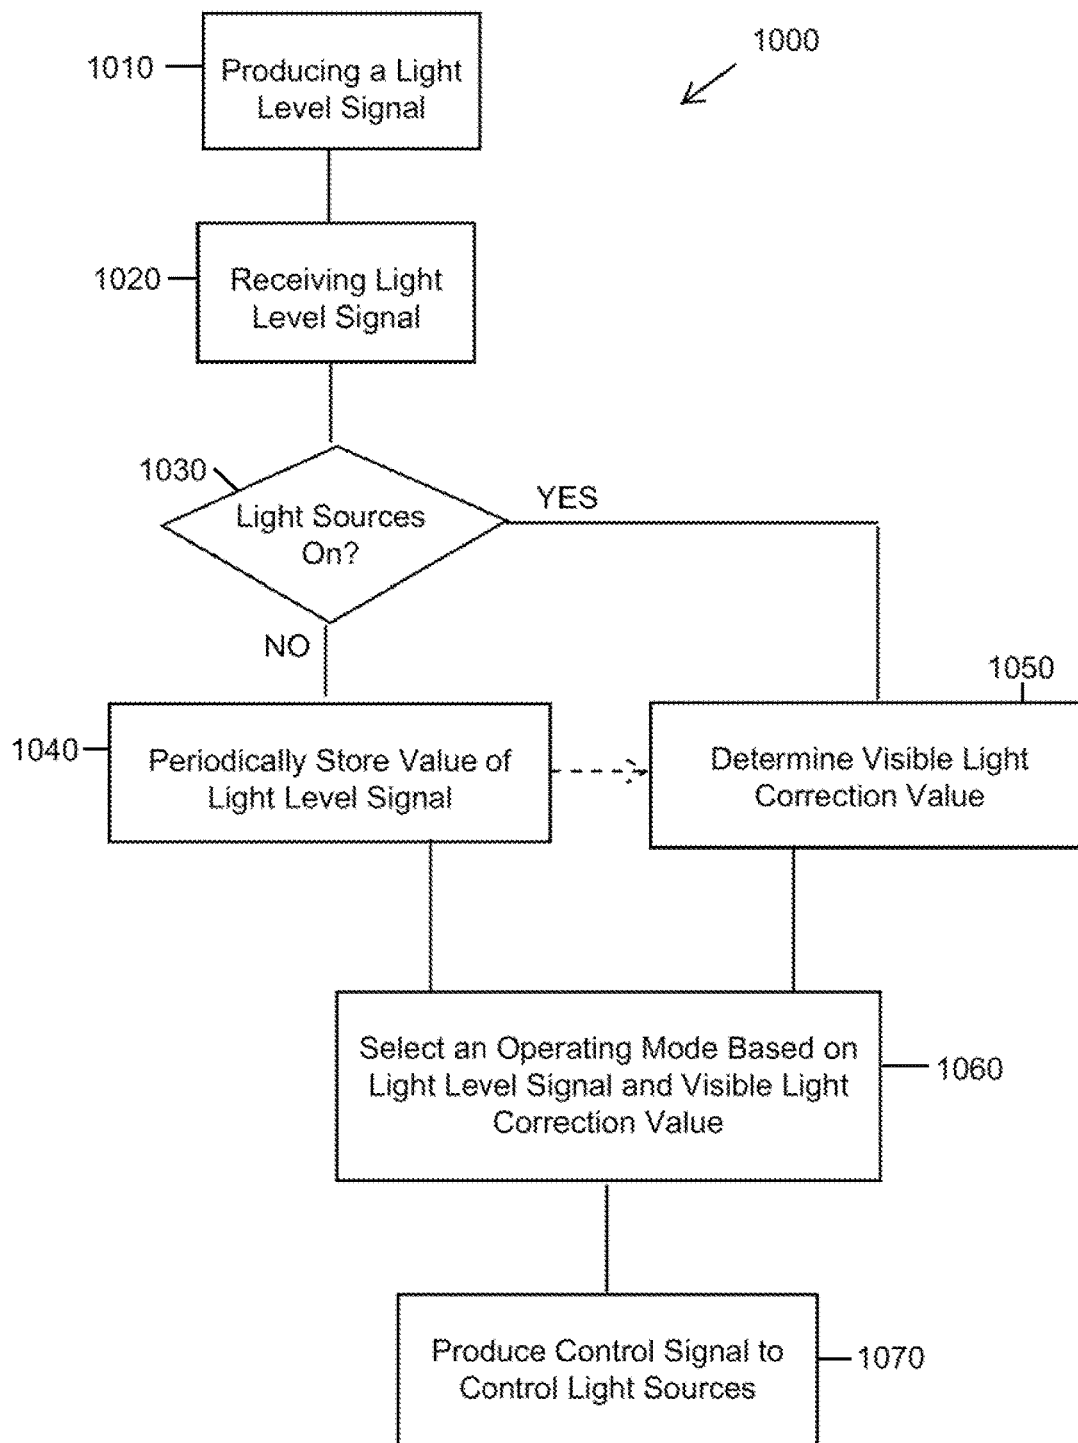 1000
1010
Producing a Light
Level Signal
1020
Receiving Light
Level Signal
1030
Light Sources
On?
YES
NO
1040
Periodically Store Value of
Light Level Signal
1050
Determine Visible Light
Correction Value
Select an Operating Mode Based on
Light Level Signal and Visible Light
Correction Value
1060
Produce Control Signal to
Control Light Sources
1070